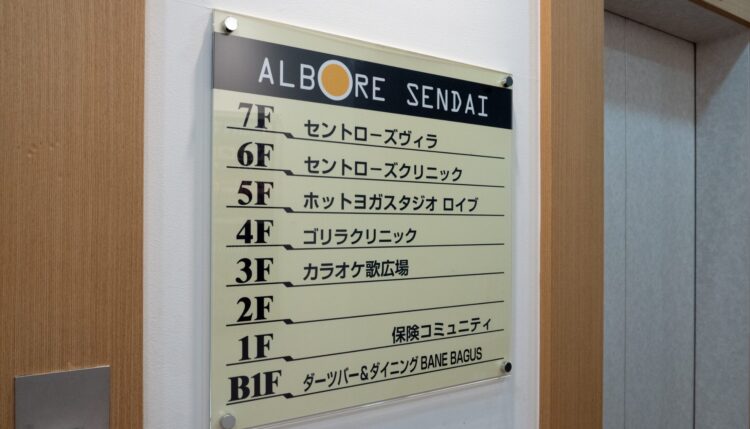 ALBORE SENDAI
7F セントローズヴィラ
6F セントローズクリニック
5F ホットヨガスタジオ ロイブ
4F ゴリラクリニック
3F カラオケ歌広場
2F
1F 保険コミュニティ
B1F ダーツバー&ダイニング BANE BAGUS